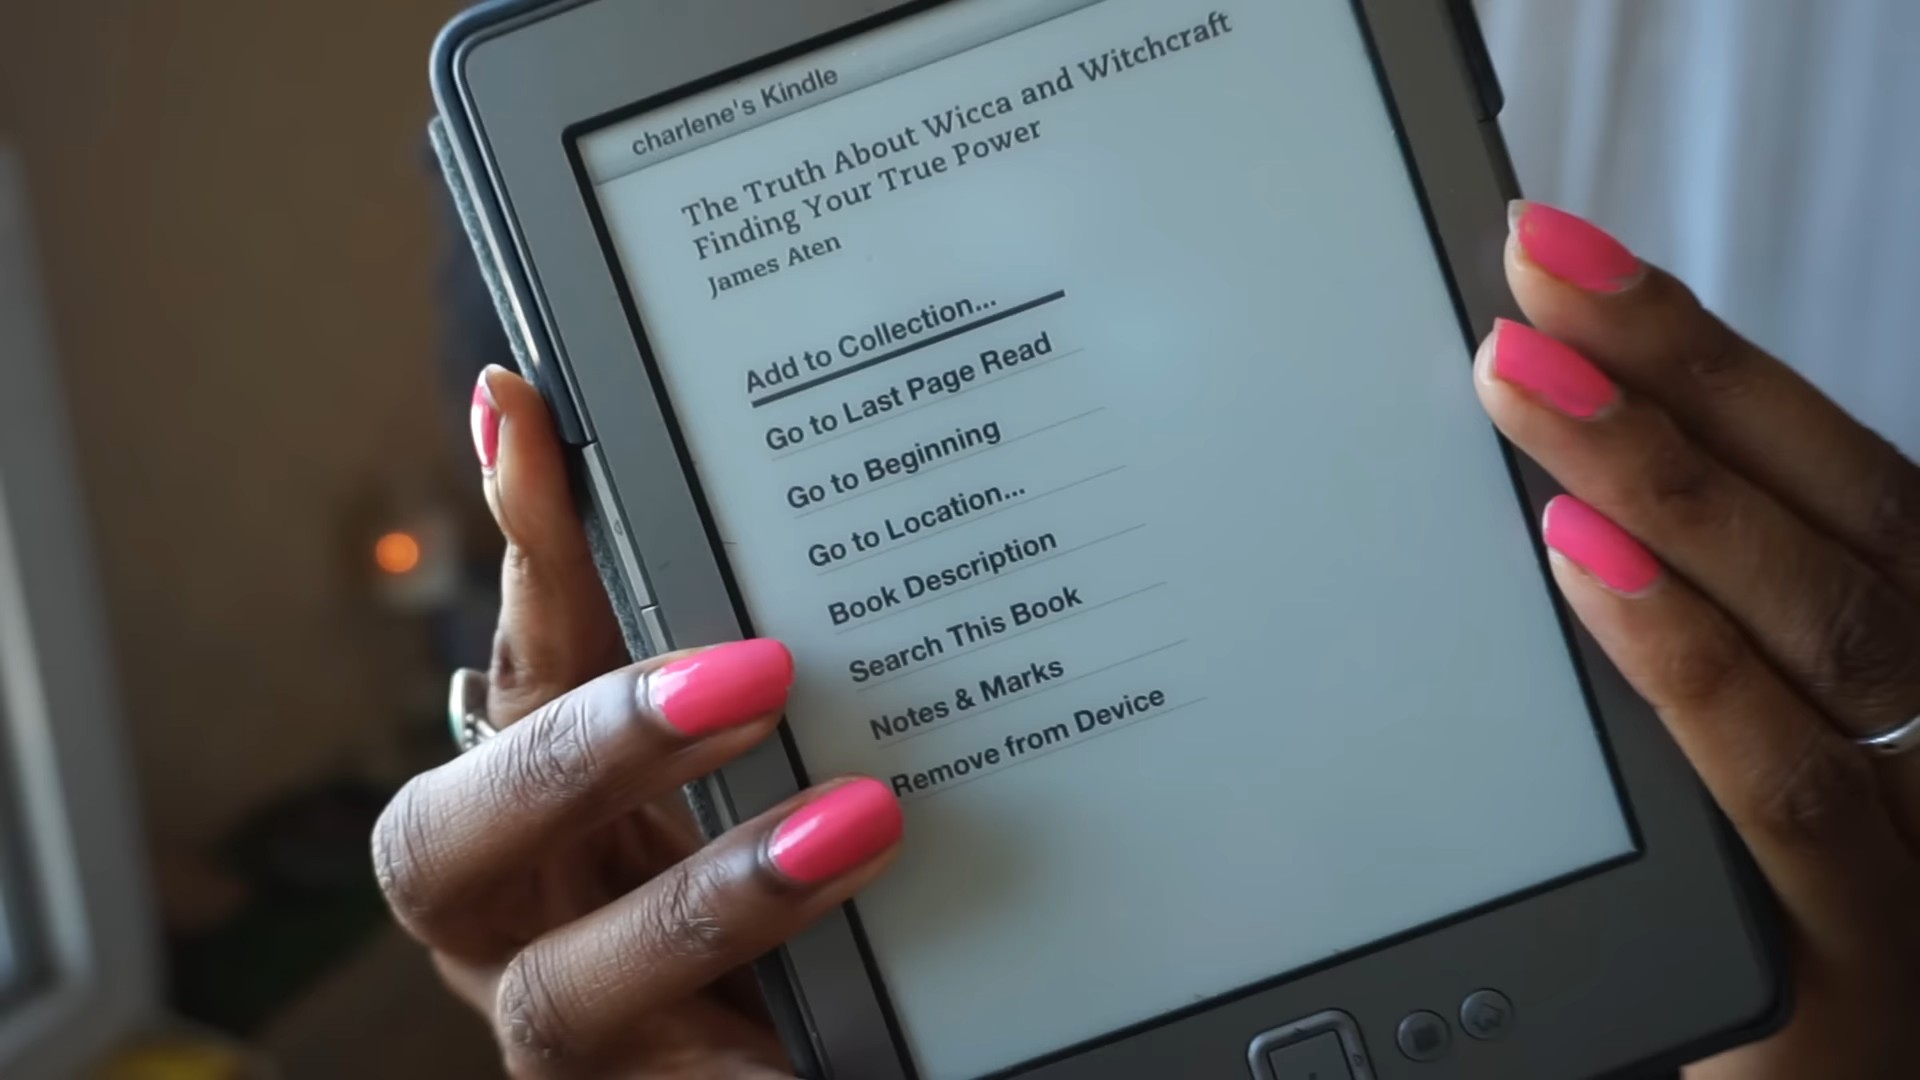 charlene's Kindle
The Truth About Wicca and Witchcraft
Finding Your True Power
James Aten
Add to Collection...
Go to Last Page Read
Go to Beginning
Go to Location...
Book Description
Search This Book
Notes & Marks
Remove from Device